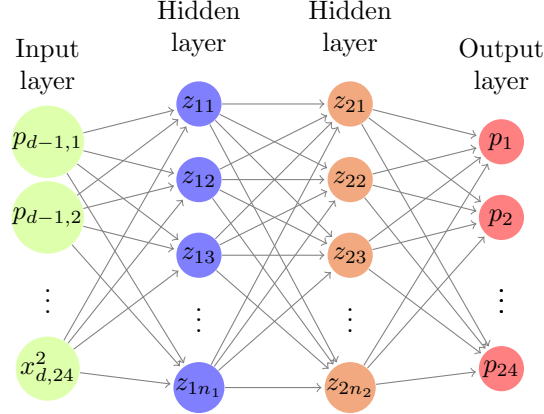 Input
layer
Hidden
layer
Hidden
layer
Output
layer
p_{d−1,1}
p_{d−1,2}
⋮
x^2_{d,24}
z_{11}
z_{12}
z_{13}
⋮
z_{1n_1}
z_{21}
z_{22}
z_{23}
⋮
z_{2n_2}
p_1
p_2
⋮
p_{24}